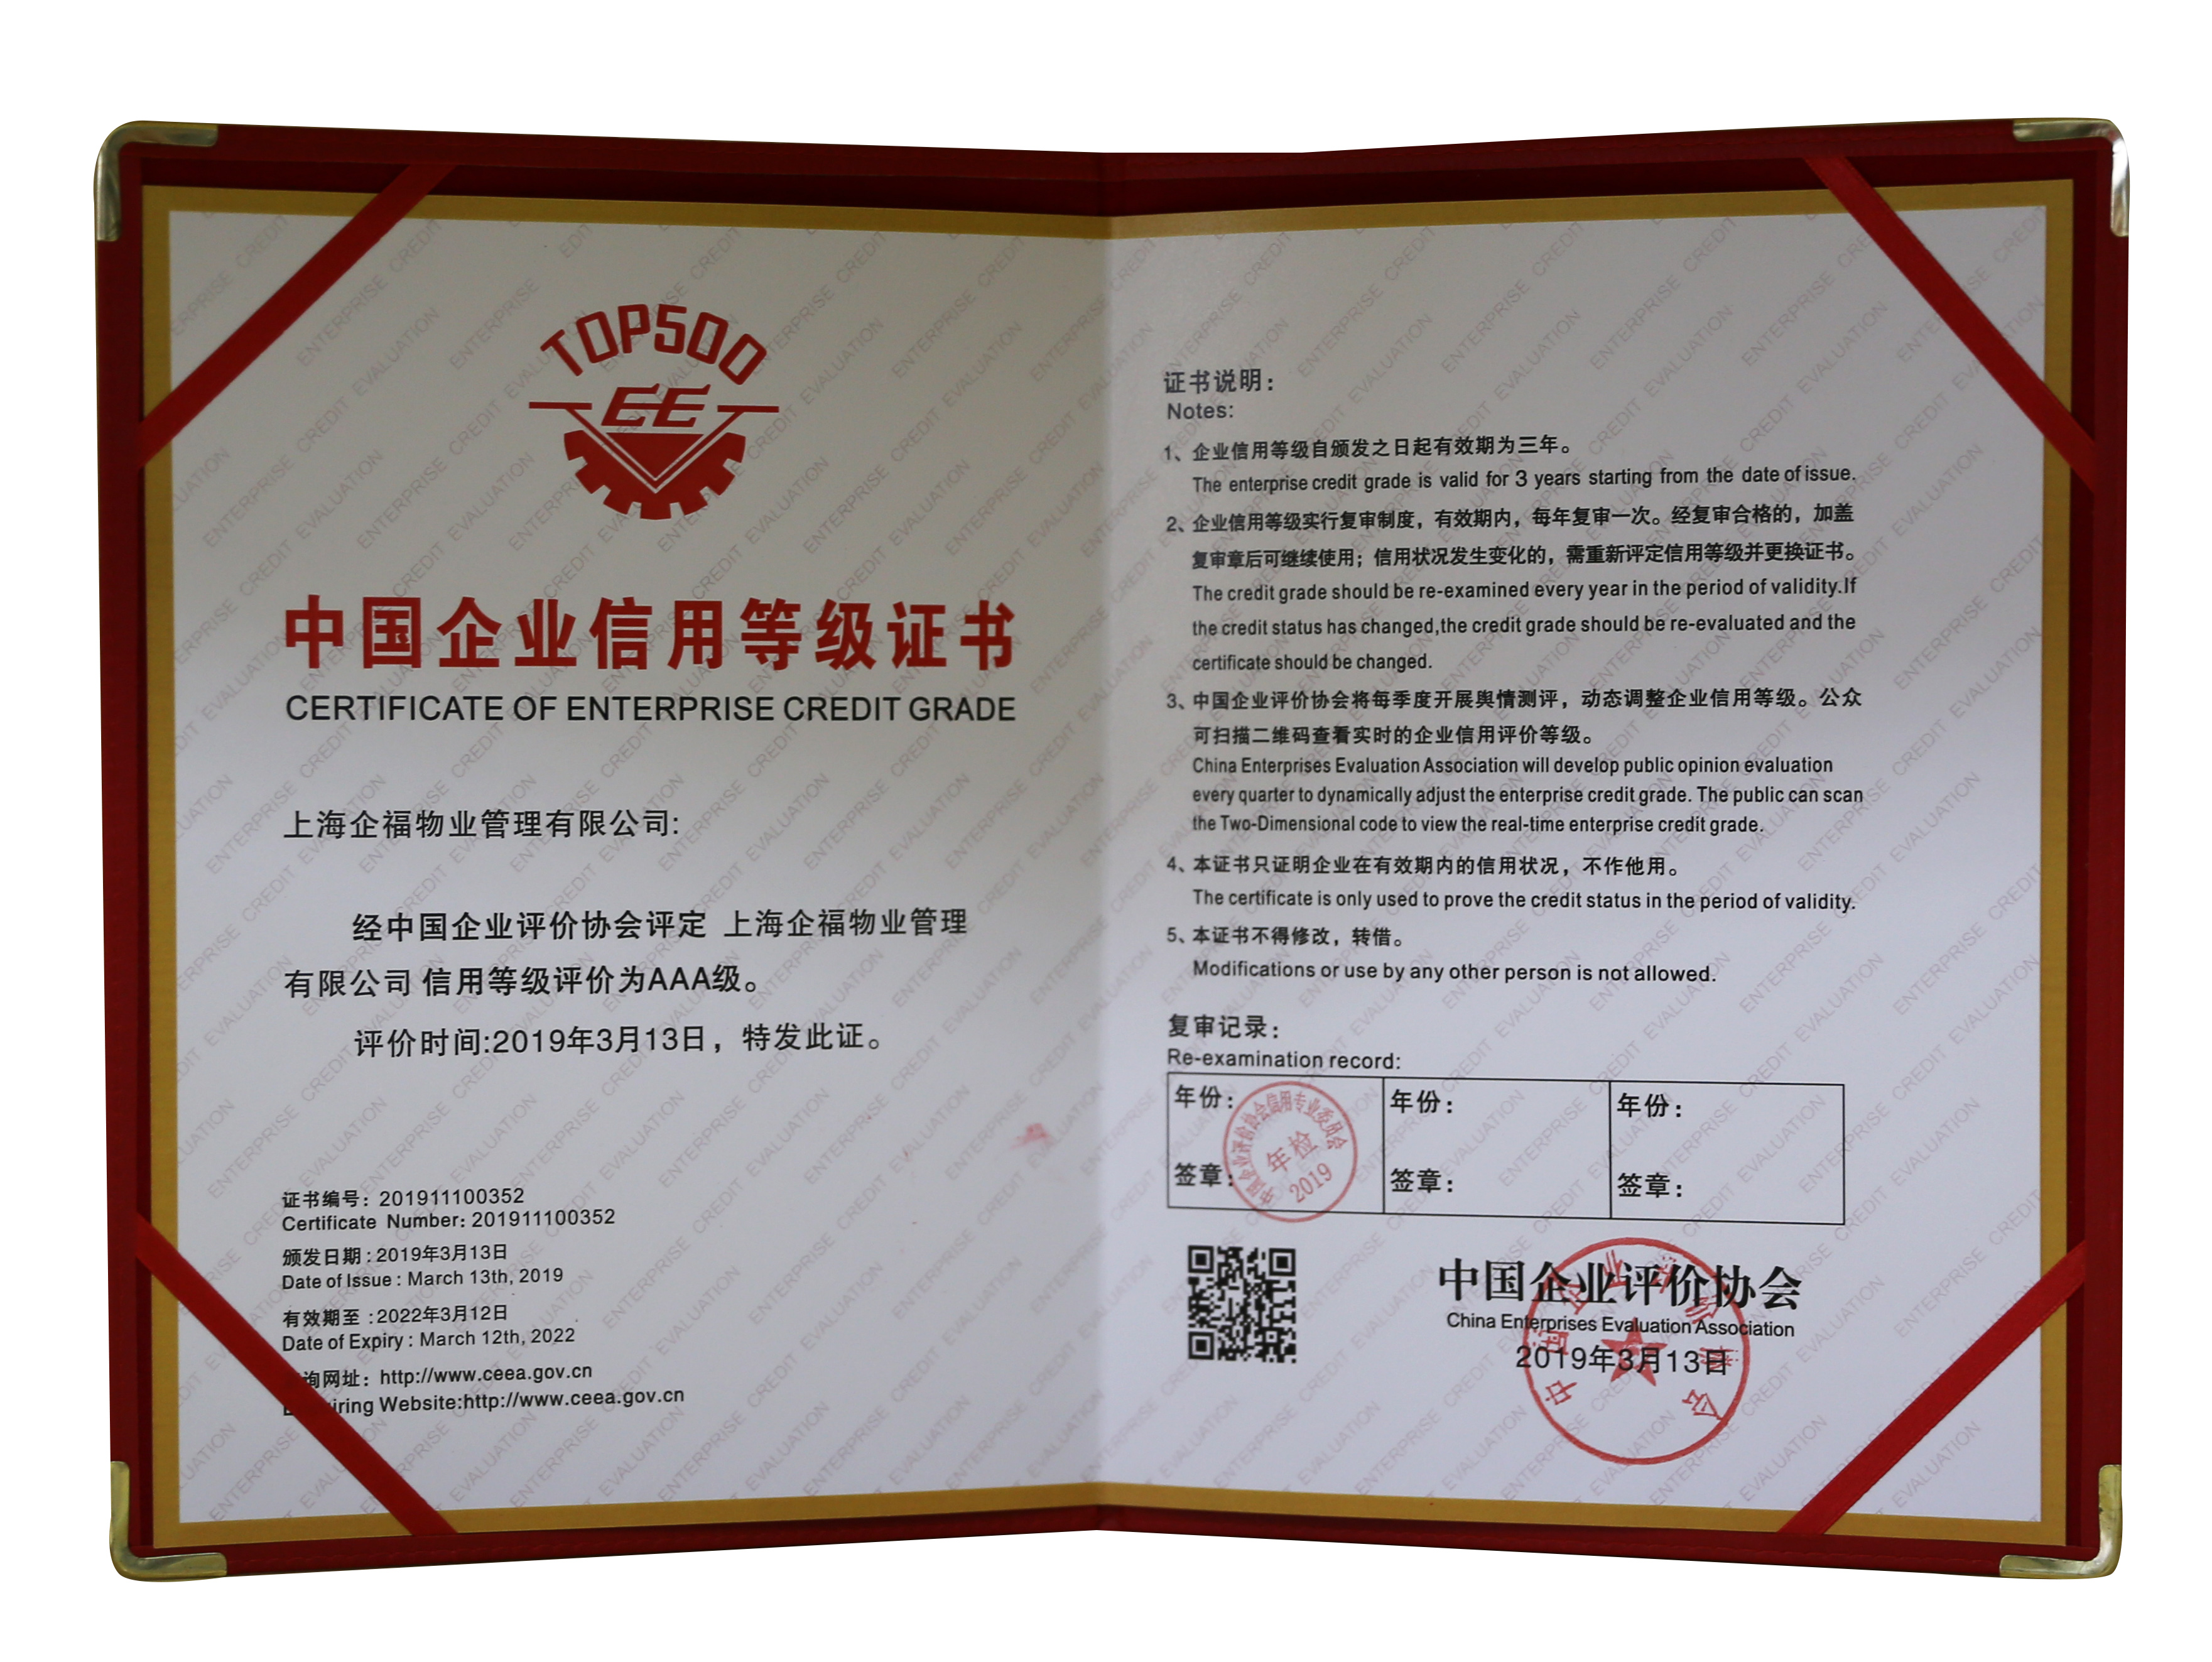 TOP500
EE
中国企业信用等级证书
CERTIFICATE OF ENTERPRISE CREDIT GRADE
上海企福物业管理有限公司:
经中国企业评价协会评定 上海企福物业管理
有限公司 信用等级评价为AAA级。
评价时间:2019年3月13日，特发此证。
证书编号：201911100352
Certificate Number: 201911100352
颁发日期 : 2019年3月13日
Date of Issue : March 13th, 2019
有效期至 :2022年3月12日
Date of Expiry : March 12th, 2022
询网址：http://www.ceea.gov.cn
Website:http://www.ceea.gov.cn
证书说明：
Notes:
1、企业信用等级自颁发之日起有效期为三年。
The enterprise credit grade is valid for 3 years starting from the date of issue.
2、企业信用等级实行复审制度，有效期内，每年复审一次。经复审合格的，加盖
复审章后可继续使用；信用状况发生变化的，需重新评定信用等级并更换证书。
The credit grade should be re-examined every year in the period of validity.If
the credit status has changed,the credit grade should be re-evaluated and the
certificate should be changed.
3、中国企业评价协会将每季度开展舆情测评，动态调整企业信用等级。公众
可扫描二维码查看实时的企业信用评价等级。
China Enterprises Evaluation Association will develop public opinion evaluation
every quarter to dynamically adjust the enterprise credit grade. The public can scan
the Two-Dimensional code to view the real-time enterprise credit grade.
4、本证书只证明企业在有效期内的信用状况，不作他用。
The certificate is only used to prove the credit status in the period of validity.
5、本证书不得修改，转借。
Modifications or use by any other person is not allowed.
复审记录：
Re-examination record:
年份： 年份： 年份：
中国企业评价协会信用专业委员会
年检
2019
签章： 签章： 签章：
中国企业评价协会
China Enterprises Evaluation Association
2019年3月13日
中国企业评价协会